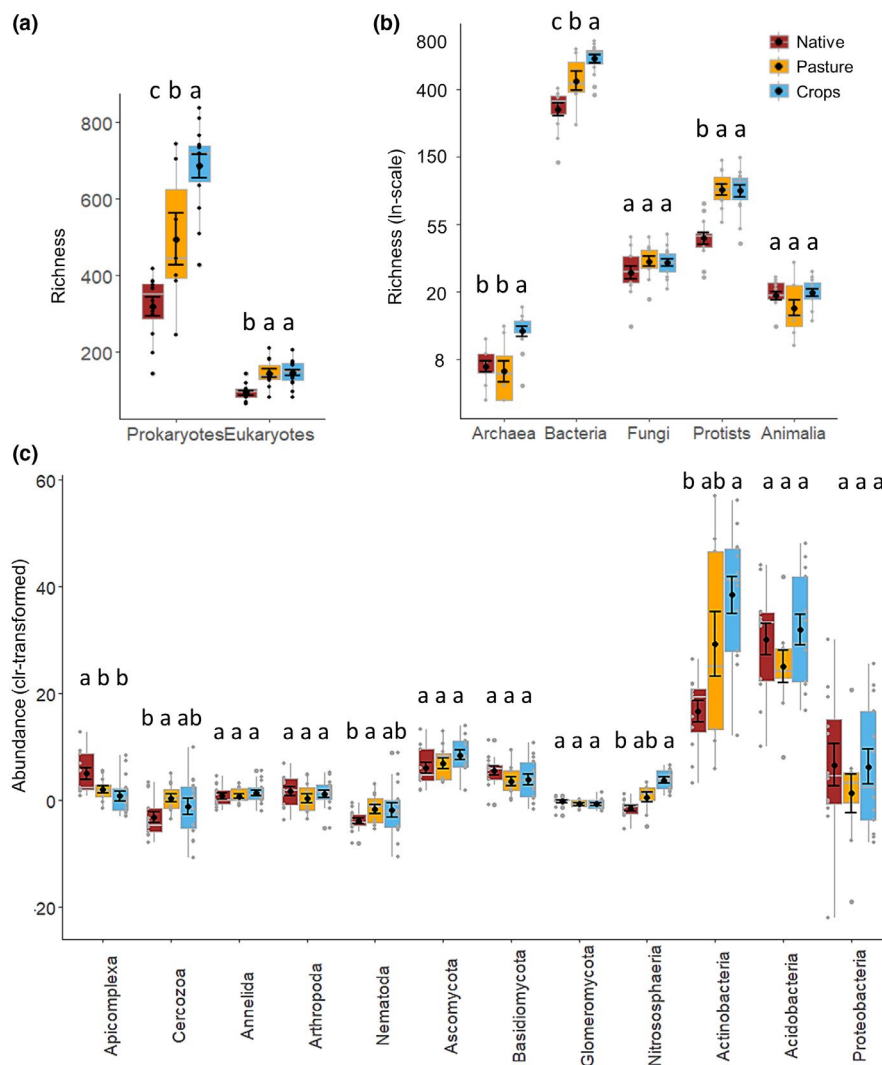 (a)
Richness
800
600
400
200
c b a
b a a
Prokaryotes Eukaryotes
(b)
Richness (ln-scale)
800
400
150
55
20
8
c b a
b a a
a a a
b b a
a a a
Native
Pasture
Crops
Archaea Bacteria Fungi Protists Animalia
(c)
Abundance (clr-transformed)
60
40
20
0
-20
b ab a
a a a
a a a
a b b
b a ab
a a a
a a a
b a ab
a a a
a a a
a a a
b ab a
Apicomplexa
Cercozoa
Annelida
Arthropoda
Nematoda
Ascomycota
Basidiomycota
Glomeromycota
Nitrososphaeria
Actinobacteria
Acidobacteria
Proteobacteria